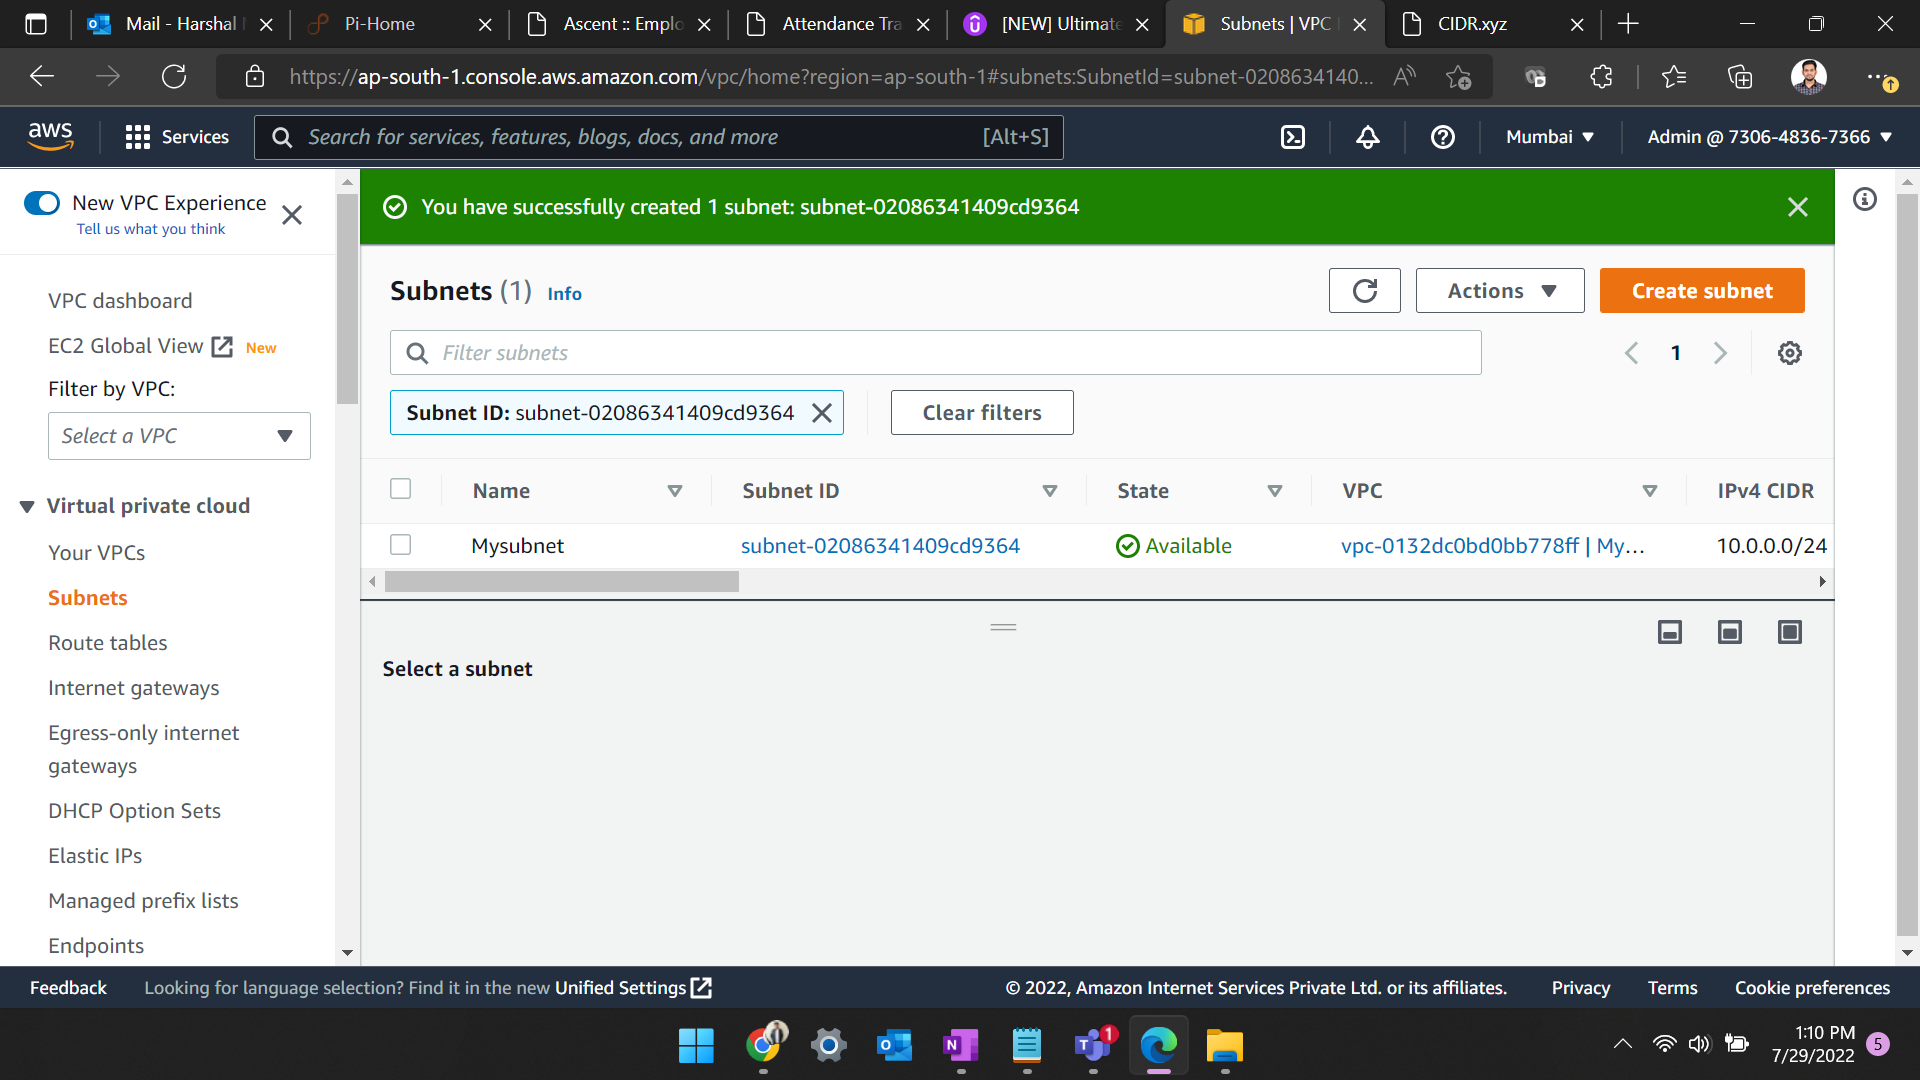 Mail - Harshal
Pi-Home
Ascent :: Emplo
Attendance Tra
[NEW] Ultimate
Subnets | VPC
CIDR.xyz
https://ap-south-1.console.aws.amazon.com/vpc/home?region=ap-south-1#subnets:SubnetId=subnet-0208634140...
aws
Services
Search for services, features, blogs, docs, and more
[Alt+S]
Mumbai
Admin @ 7306-4836-7366
New VPC Experience
Tell us what you think
VPC dashboard
EC2 Global View New
Filter by VPC:
Select a VPC
Virtual private cloud
Your VPCs
Subnets
Route tables
Internet gateways
Egress-only internet
gateways
DHCP Option Sets
Elastic IPs
Managed prefix lists
Endpoints
You have successfully created 1 subnet: subnet-02086341409cd9364
Subnets (1) Info
Actions
Create subnet
Filter subnets
1
Subnet ID: subnet-02086341409cd9364
Clear filters
Name Subnet ID State VPC IPv4 CIDR
Mysubnet subnet-02086341409cd9364 Available vpc-0132dc0bd0bb778ff | My... 10.0.0.0/24
Select a subnet
Feedback
Looking for language selection? Find it in the new Unified Settings
© 2022, Amazon Internet Services Private Ltd. or its affiliates.
Privacy
Terms
Cookie preferences
1
1:10 PM
7/29/2022
5